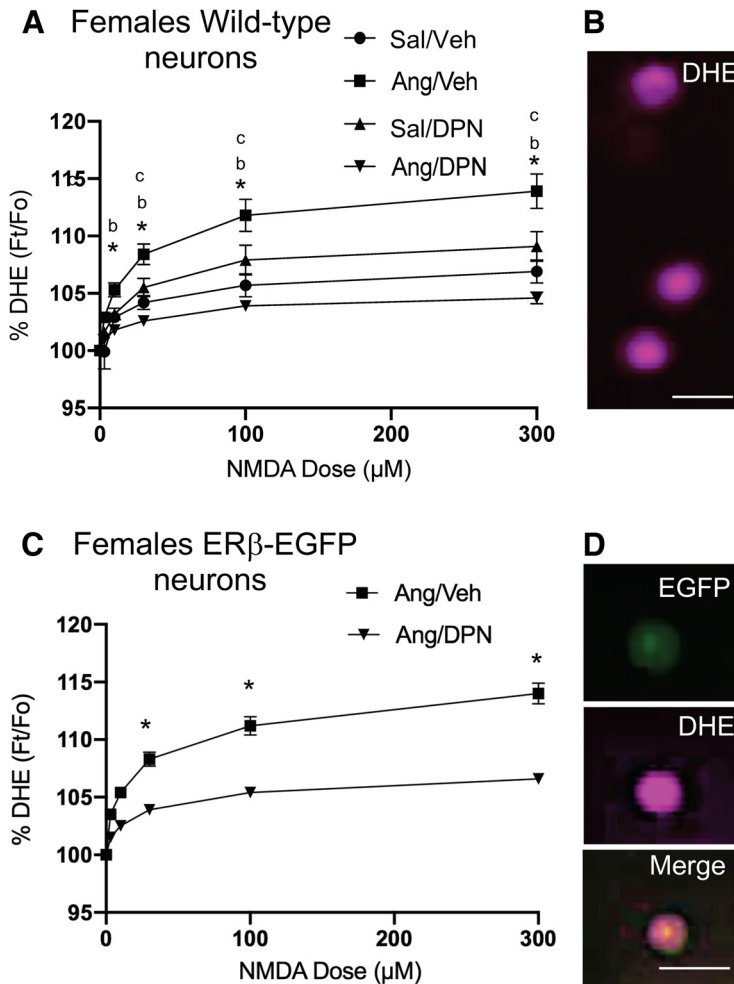 A
Females Wild-type
neurons
Sal/Veh
Ang/Veh
Sal/DPN
Ang/DPN
% DHE (Ft/Fo)
120
115
110
105
100
95
b
*
c
b
*
c
b
*
c
b
*
0
100
200
300
NMDA Dose (µM)
B
DHE
C
Females ERβ-EGFP
neurons
Ang/Veh
Ang/DPN
% DHE (Ft/Fo)
120
115
110
105
100
95
*
*
*
0
100
200
300
NMDA Dose (µM)
D
EGFP
DHE
Merge